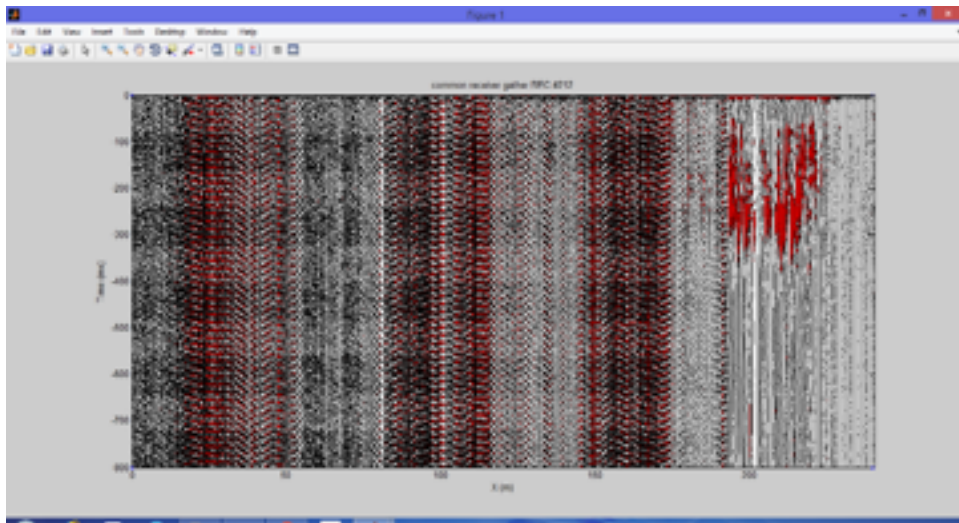 Figure 1
File Edit View Insert Tools Desktop Window Help
common receiver gather
0
-100
-200
-300
-400
-500
-600
-700
-800
Time (ms)
0 50 100 150 200
X (m)